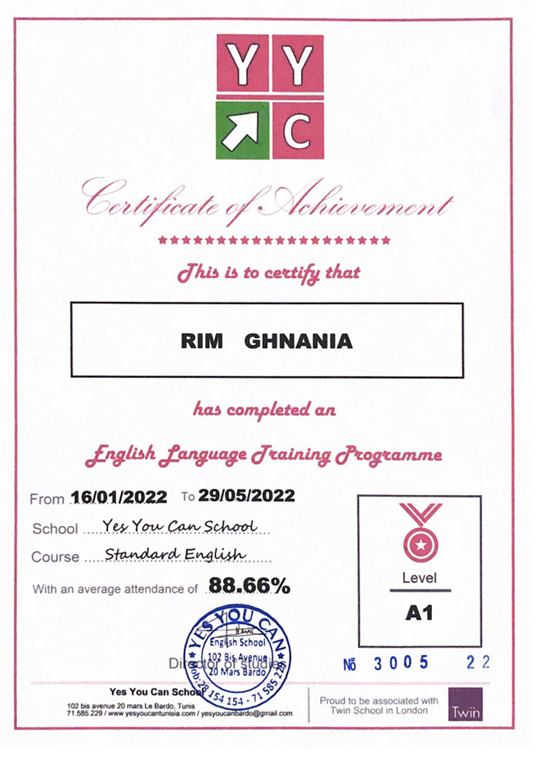 Y Y
C
Certificate of Achievement
This is to certify that
RIM GHNANIA
has completed an
English Language Training Programme
From 16/01/2022 To 29/05/2022
School Yes You Can School
Course Standard English
With an average attendance of 88.66%
Level
A1
YES YOU CAN
English School
102 Bis Avenue
20 Mars Bardo
Mob:28 154 154 - 71 585 229
Director of studies
No 3005 22
Yes You Can School
102 bis avenue 20 mars Le Bardo, Tunis
71.585.229 / www.yesyoucantunisia.com / yesyoucanbardo@gmail.com
Proud to be associated with
Twin School in London
Twin